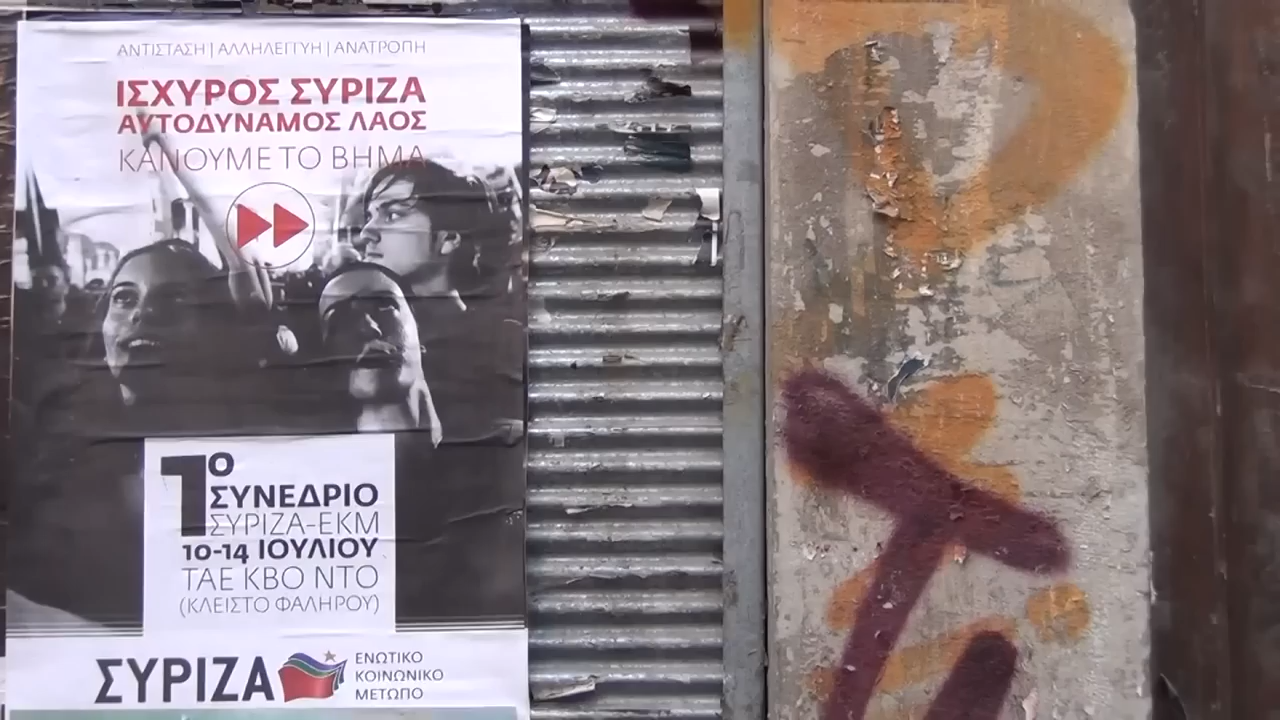 ΑΝΤΙΣΤΑΣΗ | ΑΛΛΗΛΕΓΓΥΗ | ΑΝΑΤΡΟΠΗ
ΙΣΧΥΡΟΣ ΣΥΡΙΖΑ
ΑΥΤΟΔΥΝΑΜΟΣ ΛΑΟΣ
ΚΑΝΟΥΜΕ ΤΟ ΒΗΜΑ
1Ο
ΣΥΝΕΔΡΙΟ
ΣΥΡΙΖΑ-ΕΚΜ
10-14 ΙΟΥΛΙΟΥ
ΤΑΕ ΚΒΟ ΝΤΟ
(ΚΛΕΙΣΤΟ ΦΑΛΗΡΟΥ)
ΣΥΡΙΖΑ
ΕΝΩΤΙΚΟ
ΚΟΙΝΩΝΙΚΟ
ΜΕΤΩΠΟ